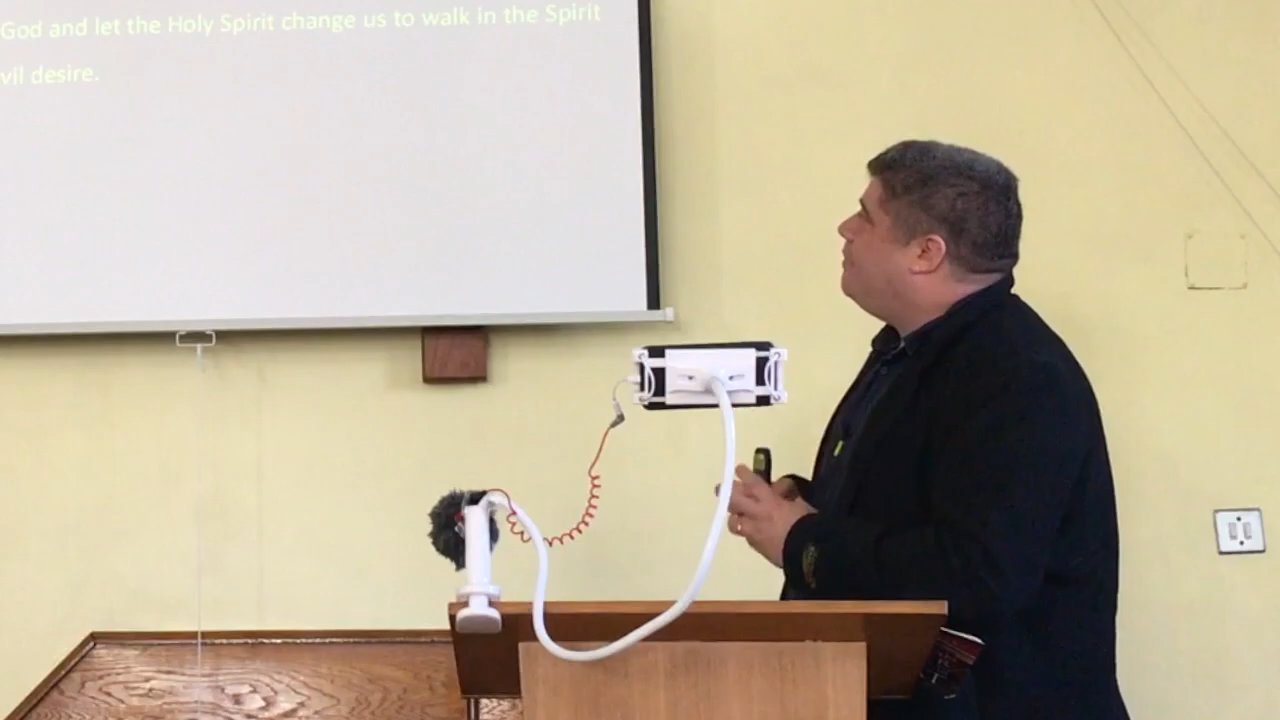 God and let the Holy Spirit change us to walk in the Spirit
vil desire.